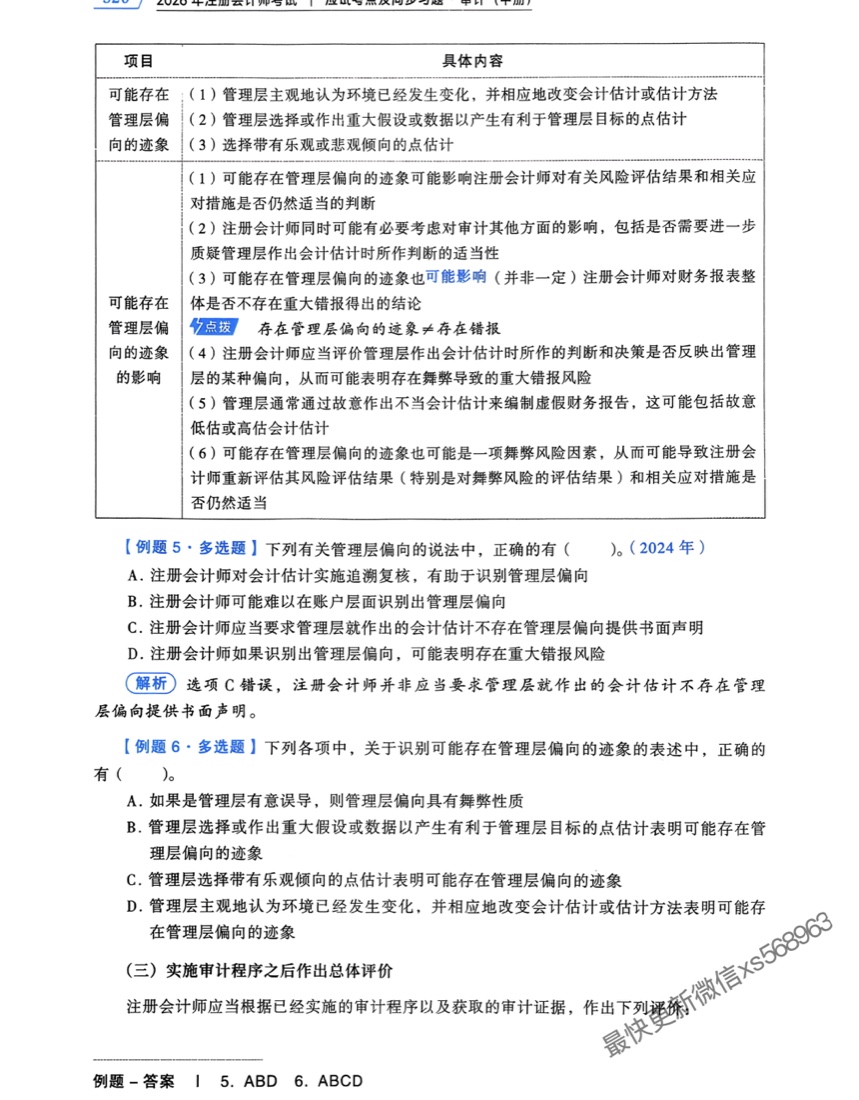 2026年注册会计师考试 | 应试考点及同步习题·审计（中册）
项目
具体内容
可能存在
管理层偏
向的迹象
（1）管理层主观地认为环境已经发生变化，并相应地改变会计估计或估计方法
（2）管理层选择或作出重大假设或数据以产生有利于管理层目标的点估计
（3）选择带有乐观或悲观倾向的点估计
可能存在
管理层偏
向的迹象
的影响
（1）可能存在管理层偏向的迹象可能影响注册会计师对有关风险评估结果和相关应
对措施是否仍然适当的判断
（2）注册会计师同时可能有必要考虑对审计其他方面的影响，包括是否需要进一步
质疑管理层作出会计估计时所作判断的适当性
（3）可能存在管理层偏向的迹象也可能影响（并非一定）注册会计师对财务报表整
体是否不存在重大错报得出的结论
点拨 存在管理层偏向的迹象≠存在错报
（4）注册会计师应当评价管理层作出会计估计时所作的判断和决策是否反映出管理
层的某种偏向，从而可能表明存在舞弊导致的重大错报风险
（5）管理层通常通过故意作出不当会计估计来编制虚假财务报告，这可能包括故意
低估或高估会计估计
（6）可能存在管理层偏向的迹象也可能是一项舞弊风险因素，从而可能导致注册会
计师重新评估其风险评估结果（特别是对舞弊风险的评估结果）和相关应对措施是
否仍然适当
【例题5·多选题】下列有关管理层偏向的说法中，正确的有（  ）。（2024年）
A. 注册会计师对会计估计实施追溯复核，有助于识别管理层偏向
B. 注册会计师可能难以在账户层面识别出管理层偏向
C. 注册会计师应当要求管理层就作出的会计估计不存在管理层偏向提供书面声明
D. 注册会计师如果识别出管理层偏向，可能表明存在重大错报风险
解析 选项C错误，注册会计师并非应当要求管理层就作出的会计估计不存在管理
层偏向提供书面声明。
【例题6·多选题】下列各项中，关于识别可能存在管理层偏向的迹象的表述中，正确的
有（  ）。
A. 如果是管理层有意误导，则管理层偏向具有舞弊性质
B. 管理层选择或作出重大假设或数据以产生有利于管理层目标的点估计表明可能存在管
理层偏向的迹象
C. 管理层选择带有乐观倾向的点估计表明可能存在管理层偏向的迹象
D. 管理层主观地认为环境已经发生变化，并相应地改变会计估计或估计方法表明可能存
在管理层偏向的迹象
（三）实施审计程序之后作出总体评价
注册会计师应当根据已经实施的审计程序以及获取的审计证据，作出下列评价：
最快更新微信xs568963
例题－答案 | 5. ABD 6. ABCD